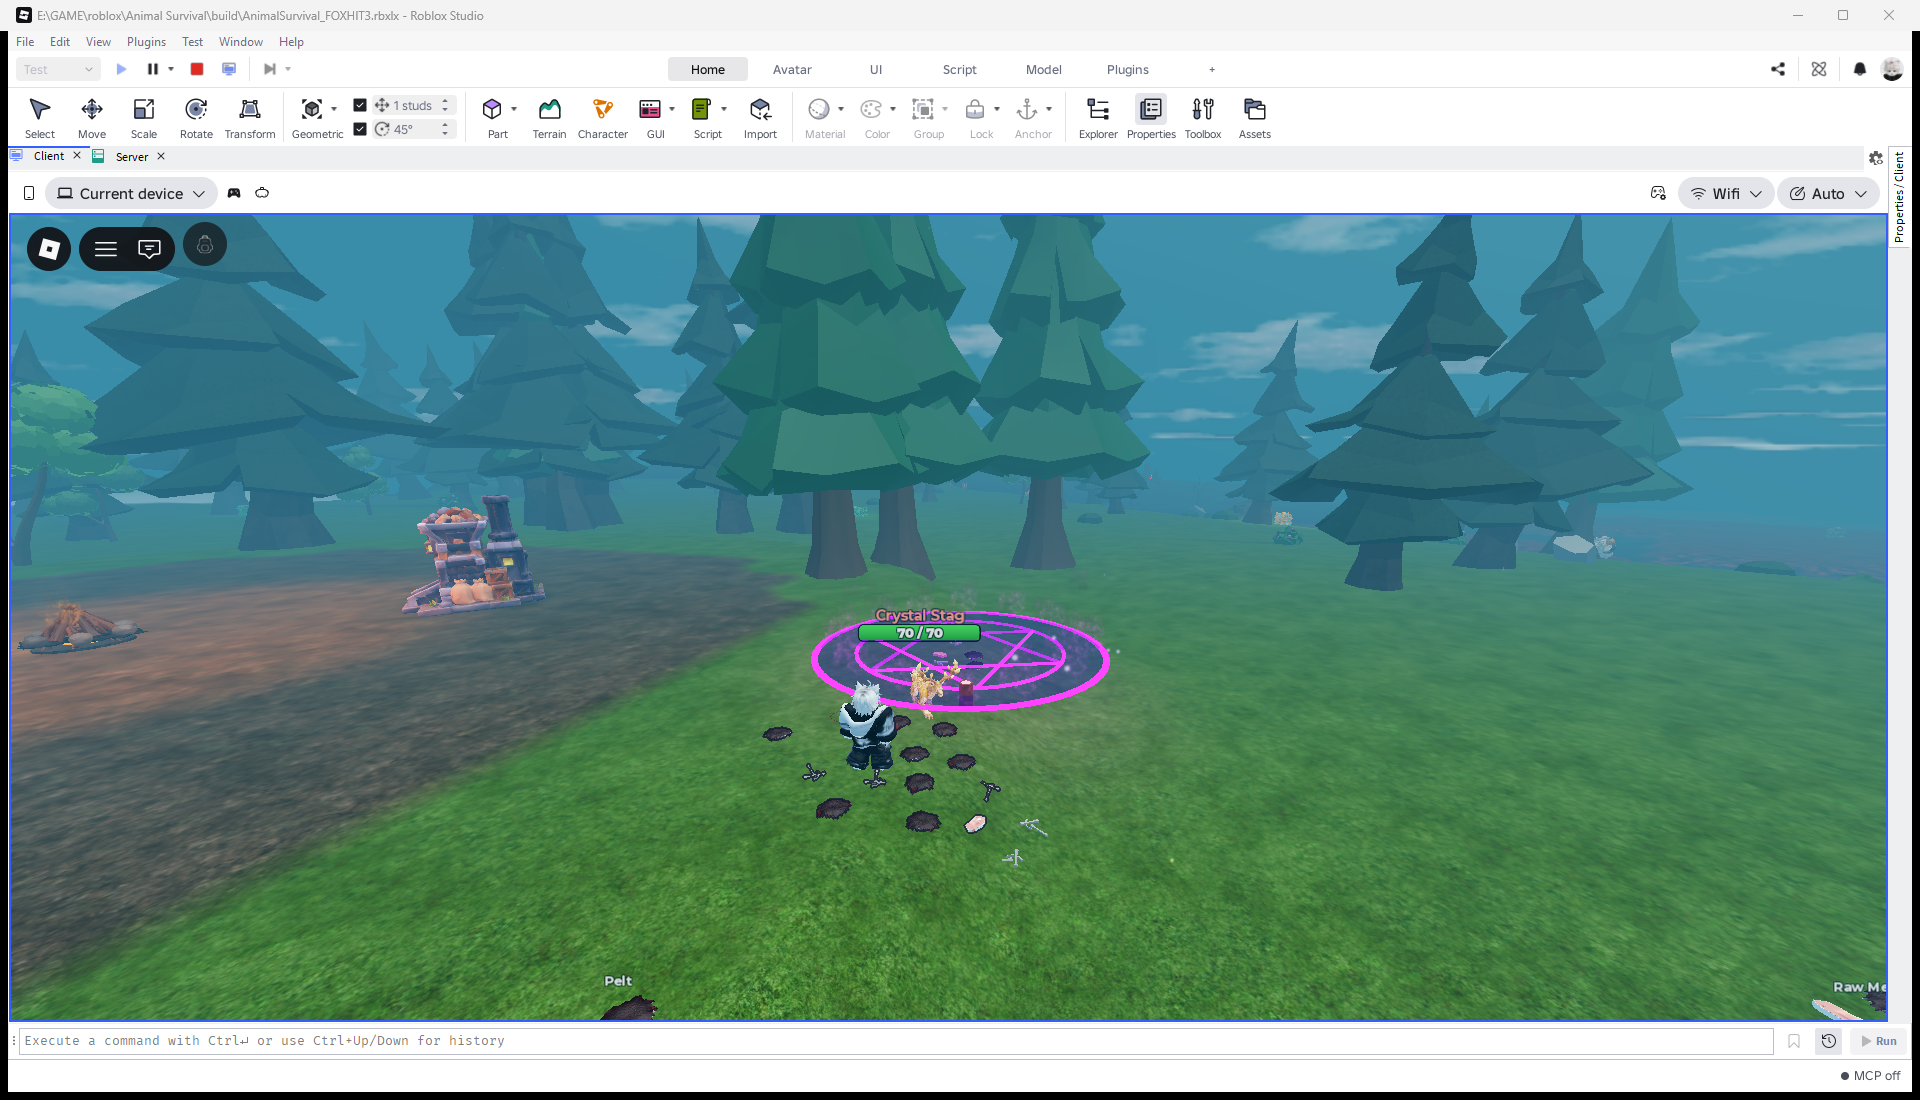 E:\GAME\roblox\Animal Survival\build\AnimalSurvival_FOXHIT3.rbxlx - Roblox Studio
File Edit View Plugins Test Window Help
Test
Home Avatar UI Script Model Plugins +
Select Move Scale Rotate Transform Geometric 1 studs 45° Part Terrain Character GUI Script Import Material Color Group Lock Anchor Explorer Properties Toolbox Assets
Client Server
Properties / Client
Current device Wifi Auto
Crystal Stag
70 / 70
Pelt
Raw Me
Execute a command with Ctrl↵ or use Ctrl+Up/Down for history
Run
MCP off